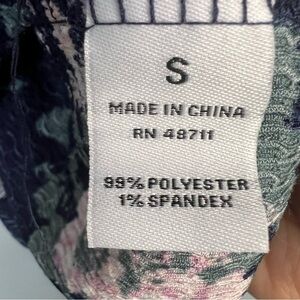 S
MADE IN CHINA
RN 48711
99% POLYESTER
1% SPANDEX